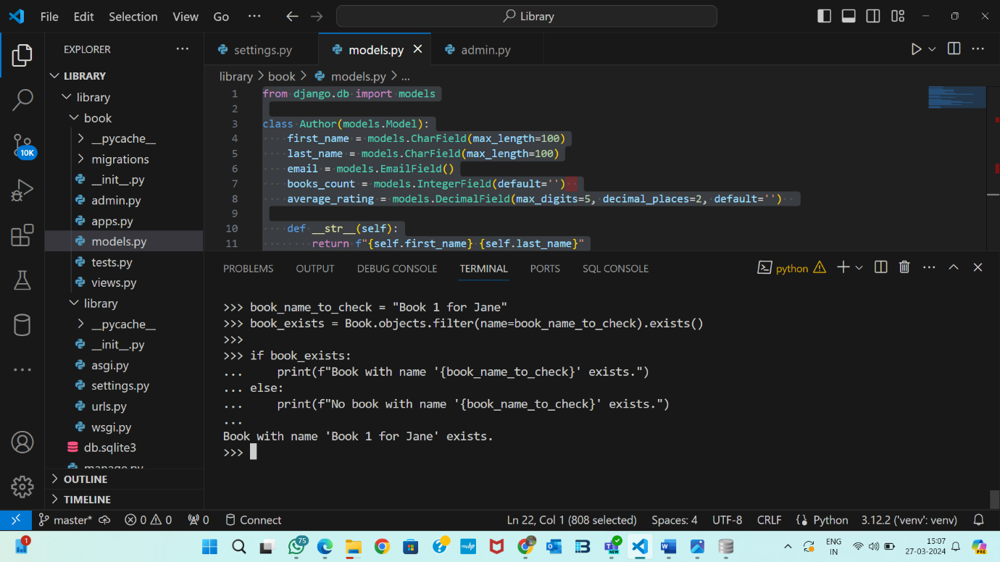 File Edit Selection View Go ··· Library
EXPLORER ···
settings.py models.py admin.py
LIBRARY
library
book
__pycache__
migrations
__init__.py
admin.py
apps.py
models.py
tests.py
views.py
library
__pycache__
__init__.py
asgi.py
settings.py
urls.py
wsgi.py
db.sqlite3
manage.py
OUTLINE
TIMELINE
10K
library > book > models.py > ...
1 from django.db import models
2
3 class Author(models.Model):
4 first_name = models.CharField(max_length=100)
5 last_name = models.CharField(max_length=100)
6 email = models.EmailField()
7 books_count = models.IntegerField(default='')
8 average_rating = models.DecimalField(max_digits=5, decimal_places=2, default='')
9
10 def __str__(self):
11 return f"{self.first_name} {self.last_name}"
PROBLEMS OUTPUT DEBUG CONSOLE TERMINAL PORTS SQL CONSOLE python
>>> book_name_to_check = "Book 1 for Jane"
>>> book_exists = Book.objects.filter(name=book_name_to_check).exists()
>>>
>>> if book_exists:
... print(f"Book with name '{book_name_to_check}' exists.")
... else:
... print(f"No book with name '{book_name_to_check}' exists.")
...
Book with name 'Book 1 for Jane' exists.
>>>
master* 0 0 0 Connect Ln 22, Col 1 (808 selected) Spaces: 4 UTF-8 CRLF Python 3.12.2 ('venv': venv)
1 75 myhp NEW ENG IN 15:07 27-03-2024 PRE